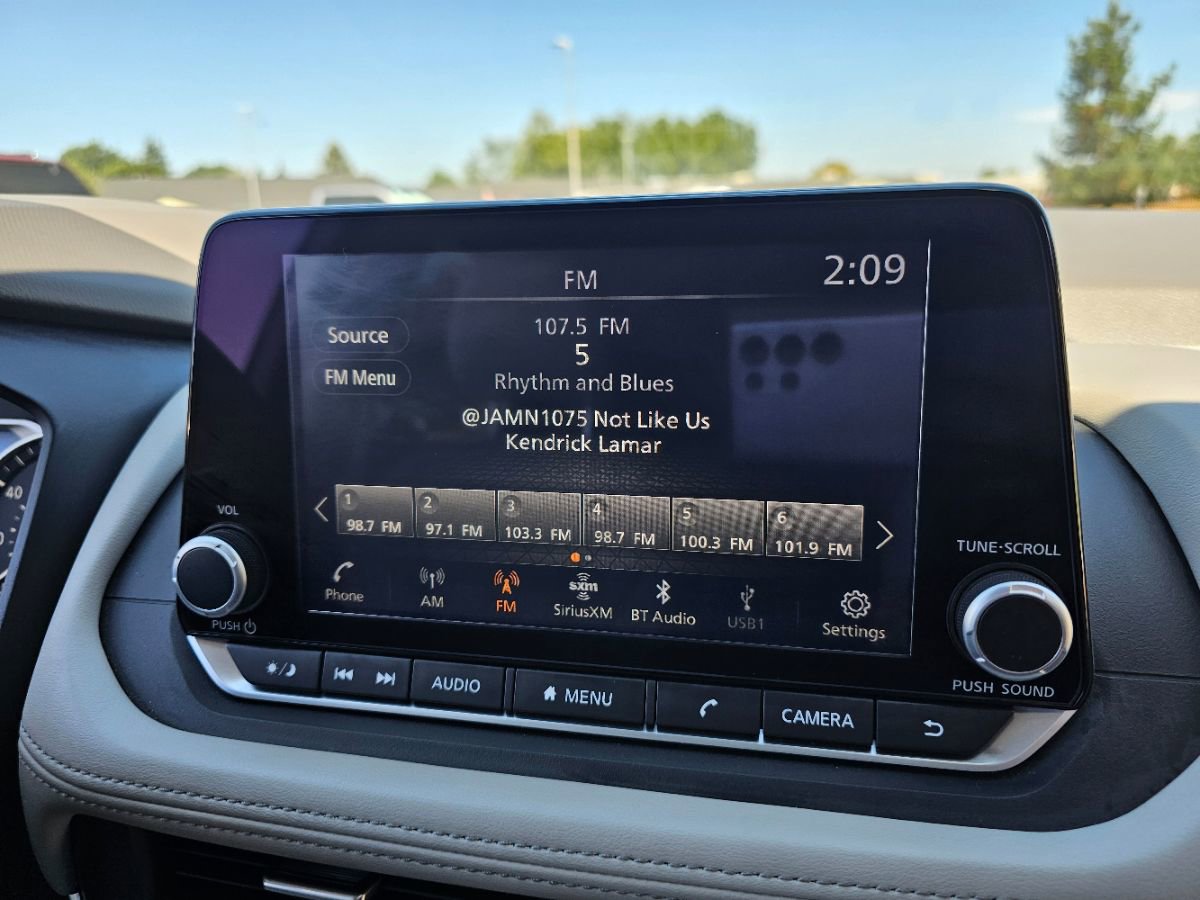 FM
2:09
Source
FM Menu
107.5 FM
5
Rhythm and Blues
@JAMN1075 Not Like Us
Kendrick Lamar
1
98.7 FM
2
97.1 FM
3
103.3 FM
4
98.7 FM
5
100.3 FM
6
101.9 FM
Phone
AM
FM
sxm
SiriusXM
BT Audio
USB1
Settings
VOL
PUSH
TUNE·SCROLL
PUSH SOUND
AUDIO
MENU
CAMERA
40